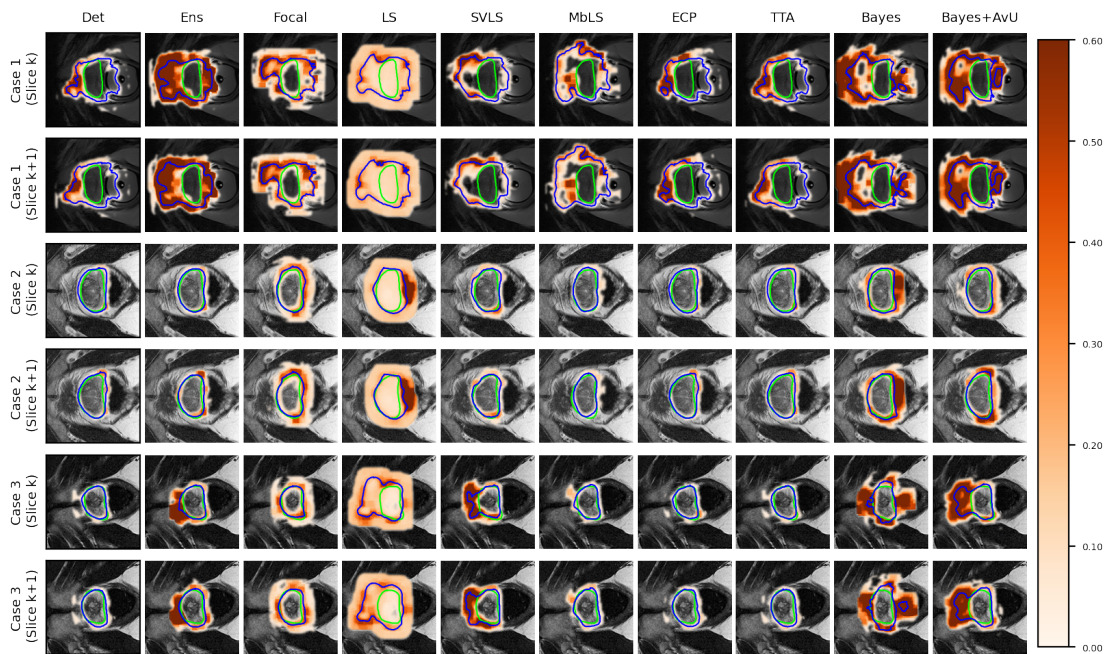 Det Ens Focal LS SVLS MbLS ECP TTA Bayes Bayes+AvU
Case 1
(Slice k)
Case 1
(Slice k+1)
Case 2
(Slice k)
Case 2
(Slice k+1)
Case 3
(Slice k)
Case 3
(Slice k+1)
0.60
0.50
0.40
0.30
0.20
0.10
0.00